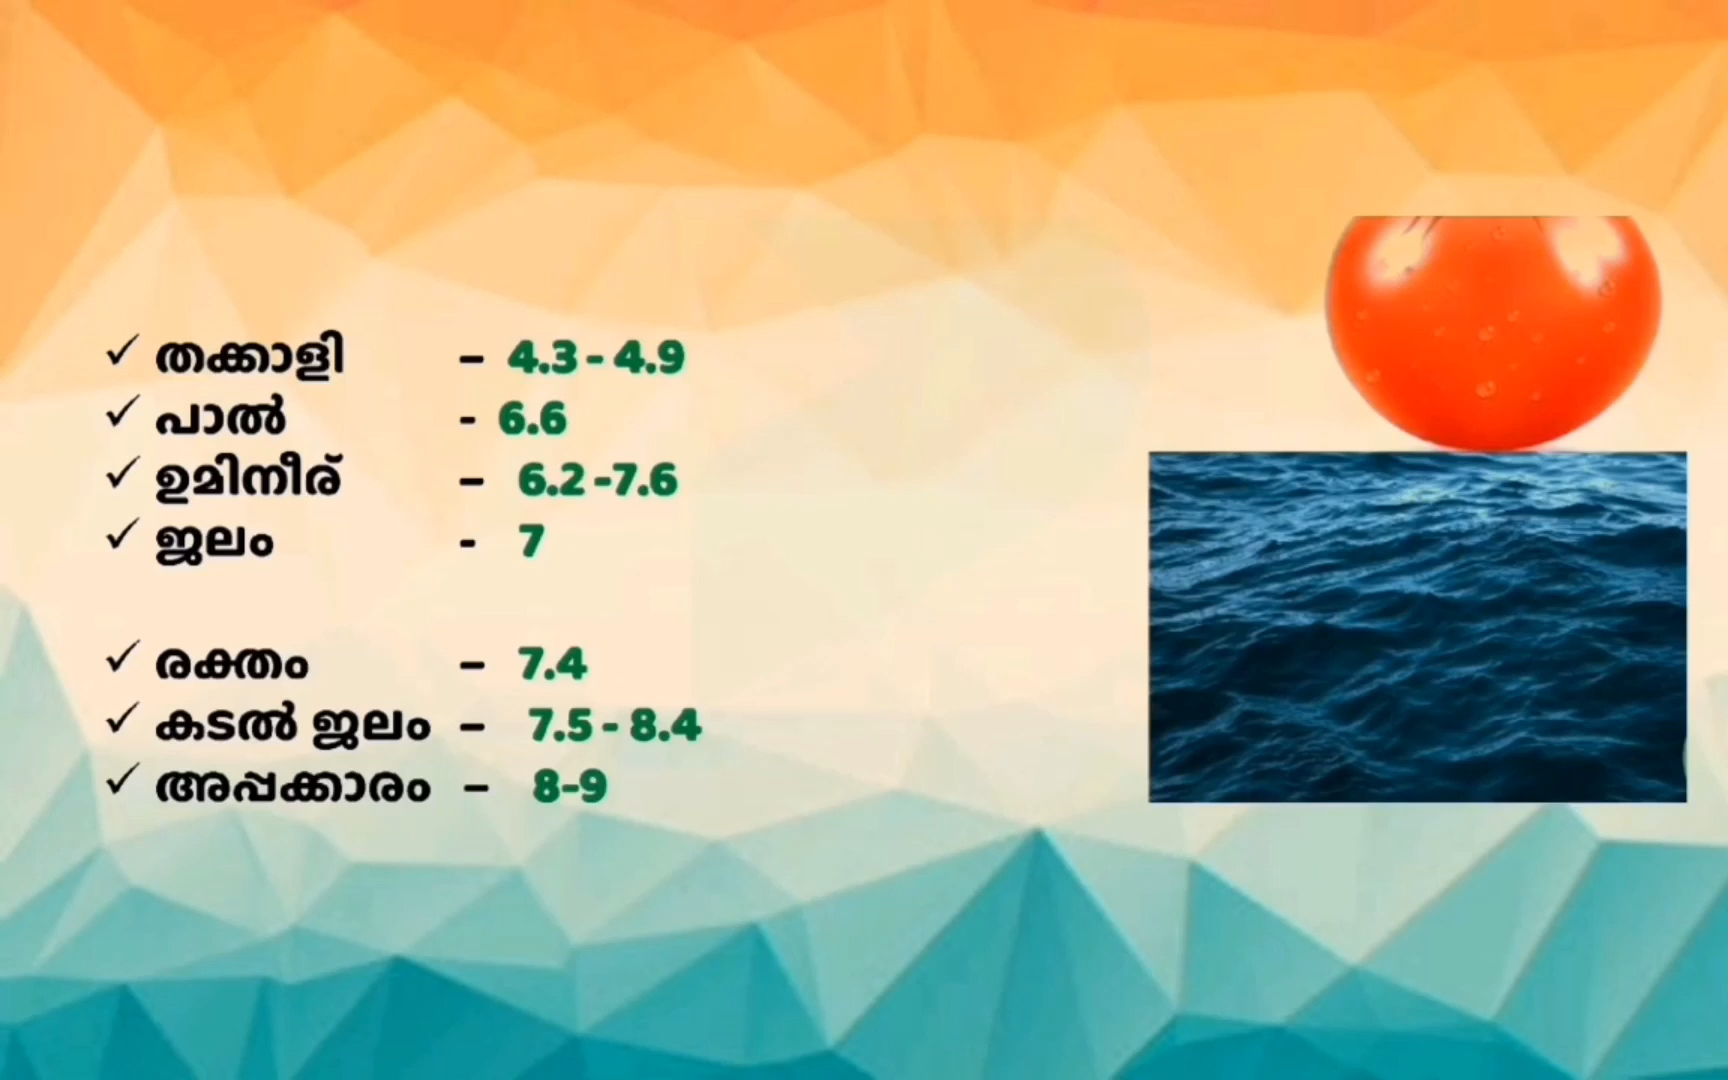 ✓ തക്കാളി – 4.3 - 4.9
✓ പാൽ - 6.6
✓ ഉമിനീര് – 6.2 -7.6
✓ ജലം - 7
✓ രക്തം – 7.4
✓ കടൽ ജലം – 7.5 - 8.4
✓ അപ്പക്കാരം – 8-9